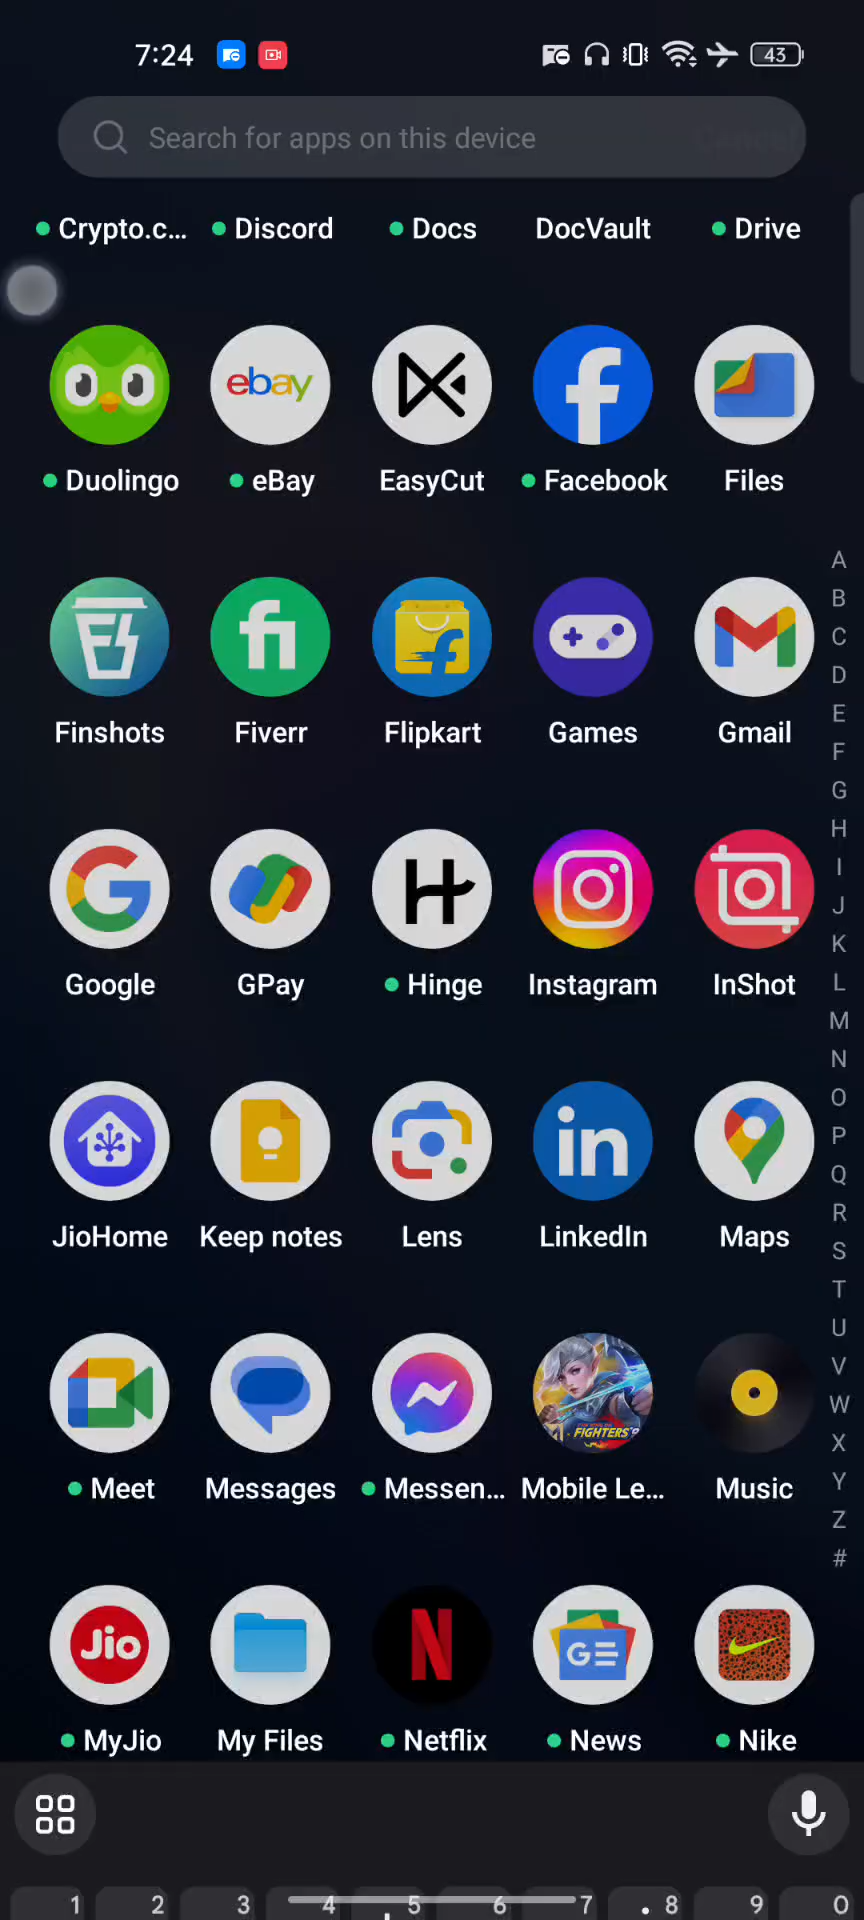 7:24 43
Search for apps on this device
Crypto.c... Discord Docs DocVault Drive
ebay
Duolingo eBay EasyCut Facebook Files
Finshots Fiverr Flipkart Games Gmail
Google GPay Hinge Instagram InShot
in
JioHome Keep notes Lens LinkedIn Maps
FIGHTERS
Meet Messages Messen... Mobile Le... Music
Jio N GE
MyJio My Files Netflix News Nike
A
B
C
D
E
F
G
H
I
J
K
L
M
N
O
P
Q
R
S
T
U
V
W
X
Y
Z
#
1 2 3 4 5 6 7 8 9 0